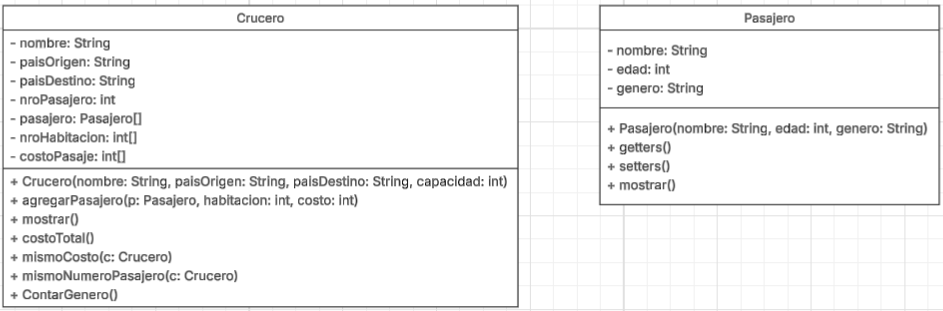 Crucero
- nombre: String
- paisOrigen: String
- paisDestino: String
- nroPasajero: int
- pasajero: Pasajero[]
- nroHabitacion: int[]
- costoPasaje: int[]
+ Crucero(nombre: String, paisOrigen: String, paisDestino: String, capacidad: int)
+ agregarPasajero(p: Pasajero, habitacion: int, costo: int)
+ mostrar()
+ costoTotal()
+ mismoCosto(c: Crucero)
+ mismoNumeroPasajero(c: Crucero)
+ ContarGenero()
Pasajero
- nombre: String
- edad: int
- genero: String
+ Pasajero(nombre: String, edad: int, genero: String)
+ getters()
+ setters()
+ mostrar()